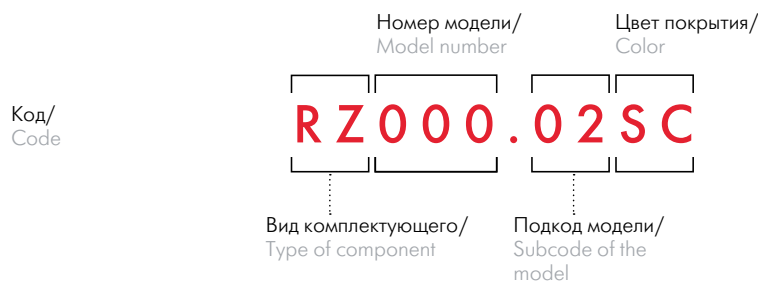 Номер модели/
Model number
Цвет покрытия/
Color
Код/
Code
RZ000.02SC
Вид комплектующего/
Type of component
Подкод модели/
Subcode of the
model